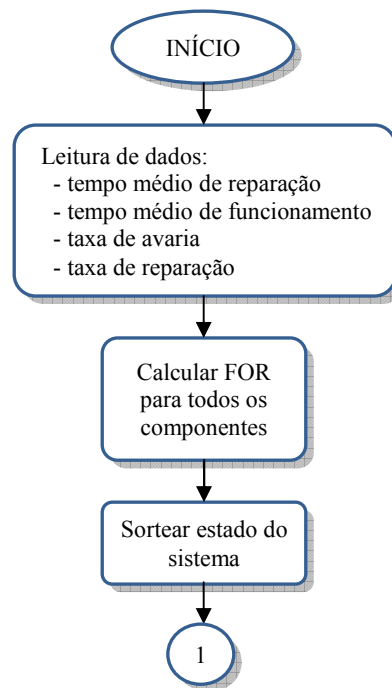 INÍCIO
Leitura de dados:
- tempo médio de reparação
- tempo médio de funcionamento
- taxa de avaria
- taxa de reparação
Calcular FOR
para todos os
componentes
Sortear estado do
sistema
1